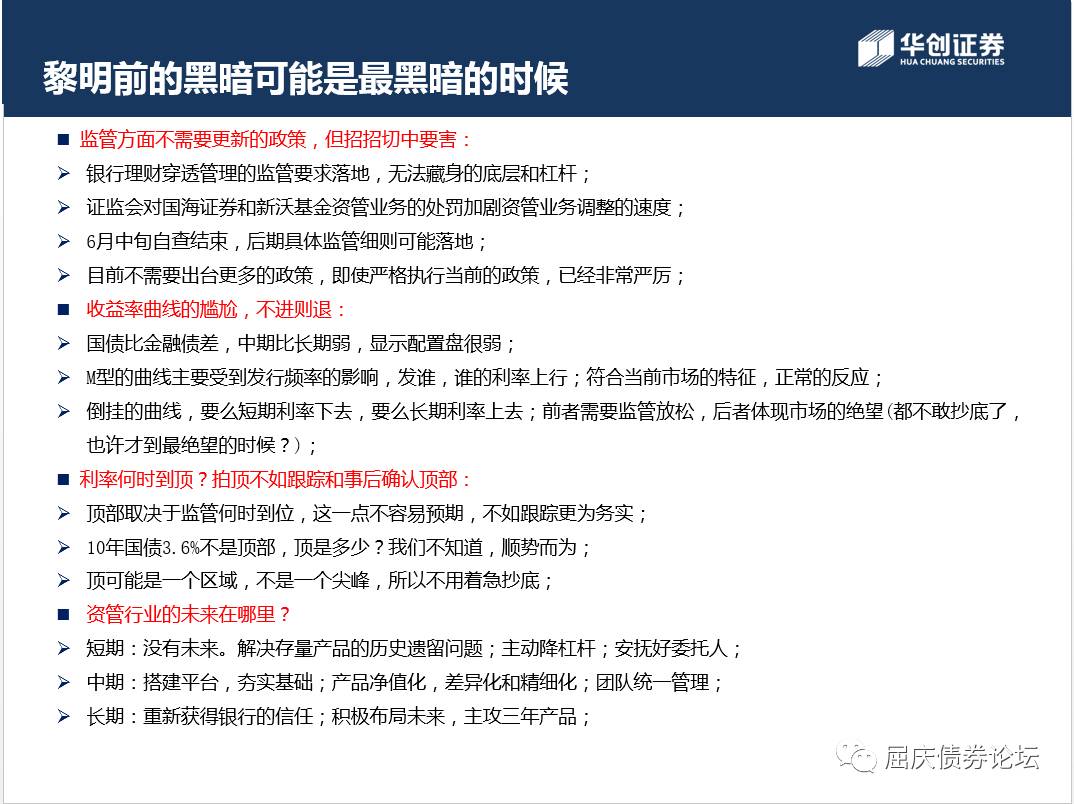 华创证券
HUA CHUANG SECURITIES
黎明前的黑暗可能是最黑暗的时候
■ 监管方面不需要更新的政策，但招招切中要害：
➢ 银行理财穿透管理的监管要求落地，无法藏身的底层和杠杆；
➢ 证监会对国海证券和新沃基金资管业务的处罚加剧资管业务调整的速度；
➢ 6月中旬自查结束，后期具体监管细则可能落地；
➢ 目前不需要出台更多的政策，即使严格执行当前的政策，已经非常严厉；
■ 收益率曲线的尴尬，不进则退：
➢ 国债比金融债差，中期比长期弱，显示配置盘很弱；
➢ M型的曲线主要受到发行频率的影响，发谁，谁的利率上行；符合当前市场的特征，正常的反应；
➢ 倒挂的曲线，要么短期利率下去，要么长期利率上去；前者需要监管放松，后者体现市场的绝望(都不敢抄底了，
也许才到最绝望的时候？)；
■ 利率何时到顶？拍顶不如跟踪和事后确认顶部：
➢ 顶部取决于监管何时到位，这一点不容易预期，不如跟踪更为务实；
➢ 10年国债3.6%不是顶部，顶是多少？我们不知道，顺势而为；
➢ 顶可能是一个区域，不是一个尖峰，所以不用着急抄底；
■ 资管行业的未来在哪里？
➢ 短期：没有未来。解决存量产品的历史遗留问题；主动降杠杆；安抚好委托人；
➢ 中期：搭建平台，夯实基础；产品净值化，差异化和精细化；团队统一管理；
➢ 长期：重新获得银行的信任；积极布局未来，主攻三年产品；
屈庆债券论坛